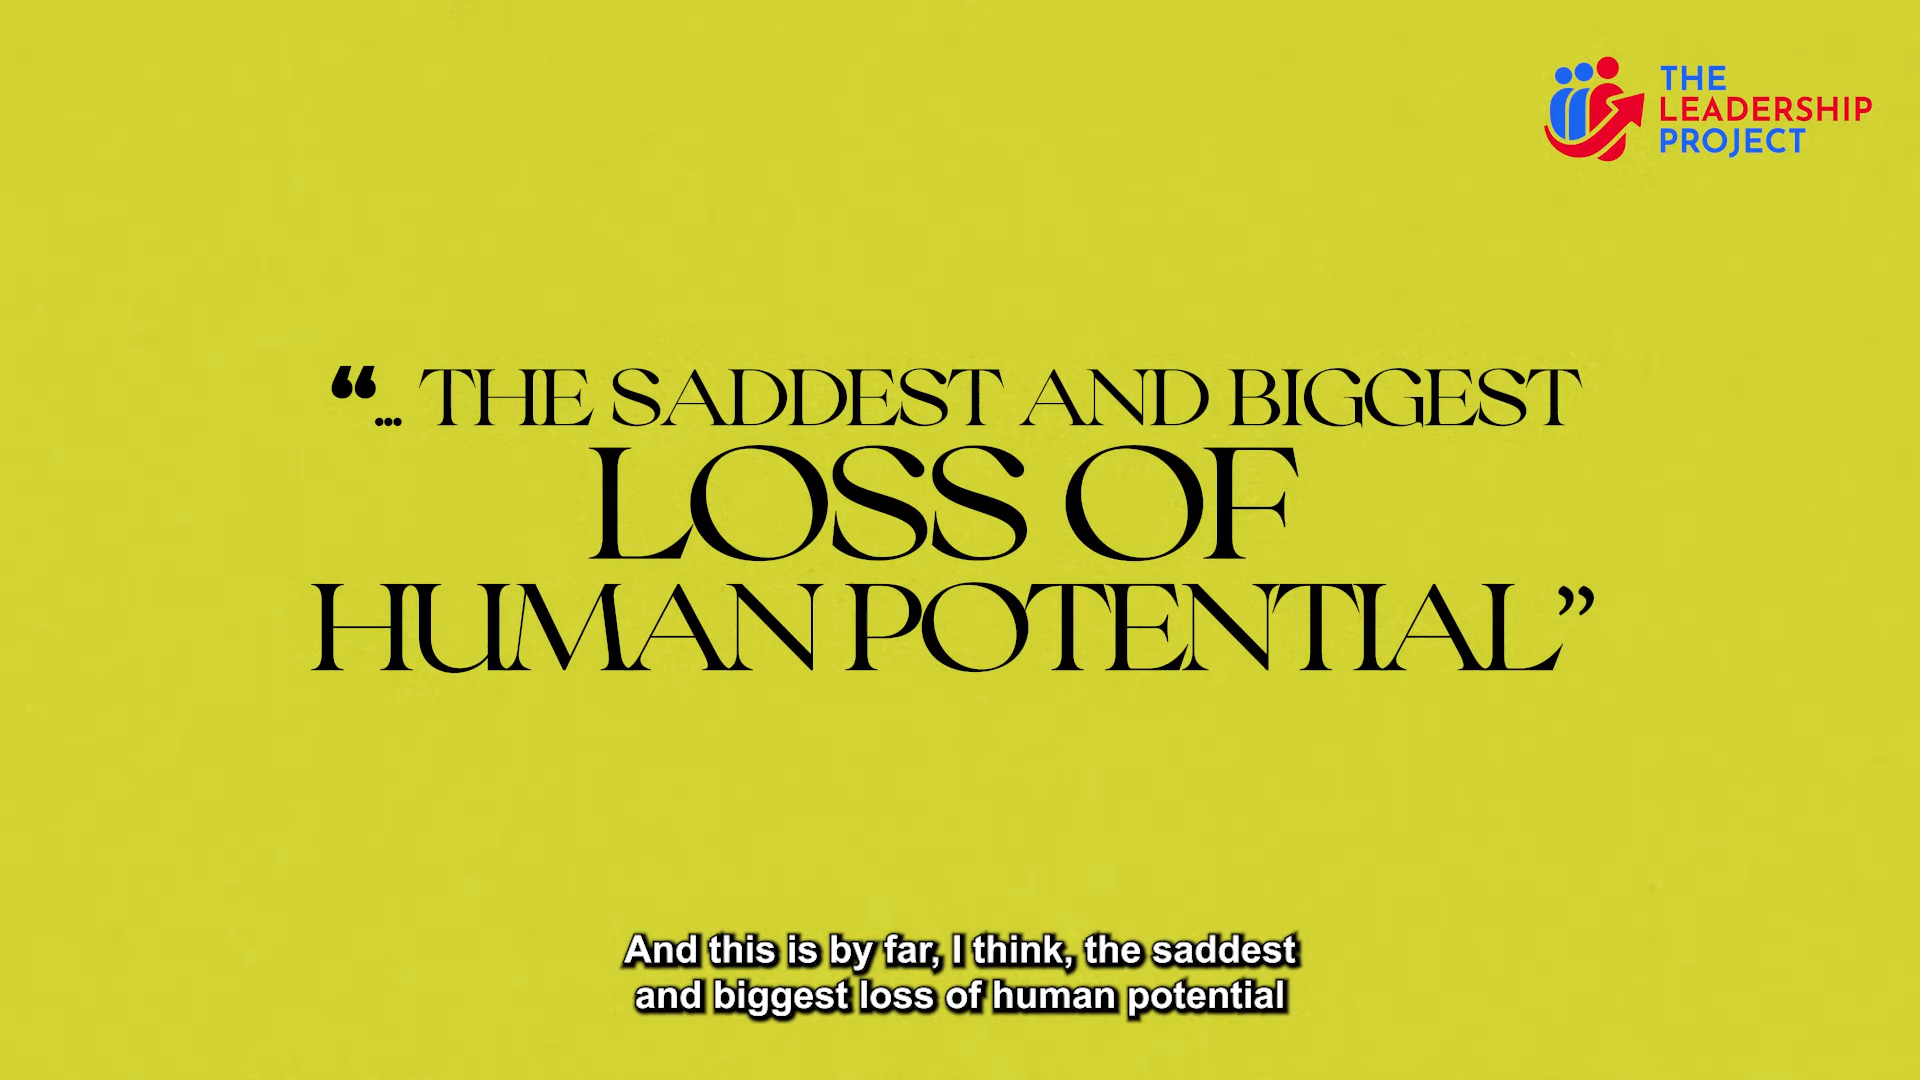 THE
LEADERSHIP
PROJECT
“... THE SADDEST AND BIGGEST
LOSS OF
HUMAN POTENTIAL”
And this is by far, I think, the saddest
and biggest loss of human potential